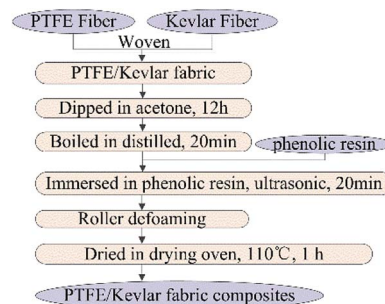 PTFE Fiber
Kevlar Fiber
Woven
PTFE/Kevlar fabric
Dipped in acetone, 12h
Boiled in distilled, 20min
phenolic resin
Immersed in phenolic resin, ultrasonic, 20min
Roller defoaming
Dried in drying oven, 110℃, 1 h
PTFE/Kevlar fabric composites